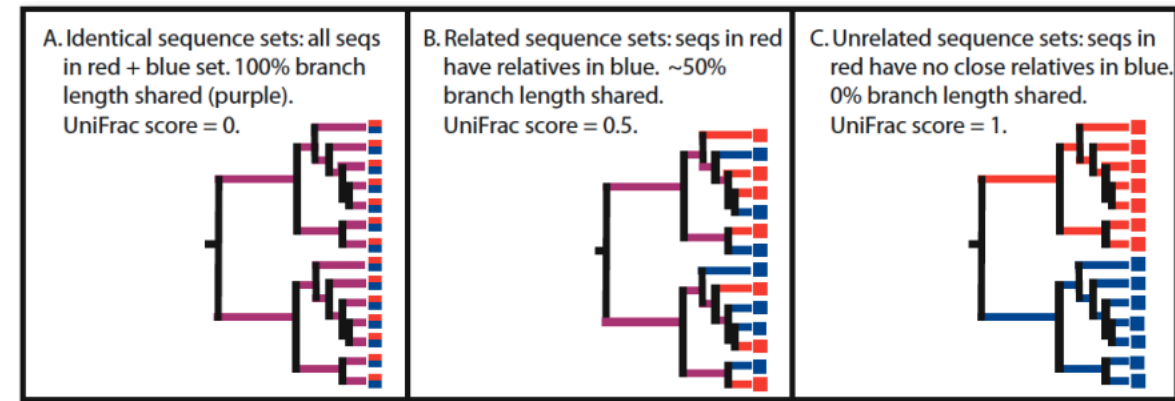 A. Identical sequence sets: all seqs
in red + blue set. 100% branch
length shared (purple).
UniFrac score = 0.
B. Related sequence sets: seqs in red
have relatives in blue. ~50%
branch length shared.
UniFrac score = 0.5.
C. Unrelated sequence sets: seqs in
red have no close relatives in blue.
0% branch length shared.
UniFrac score = 1.